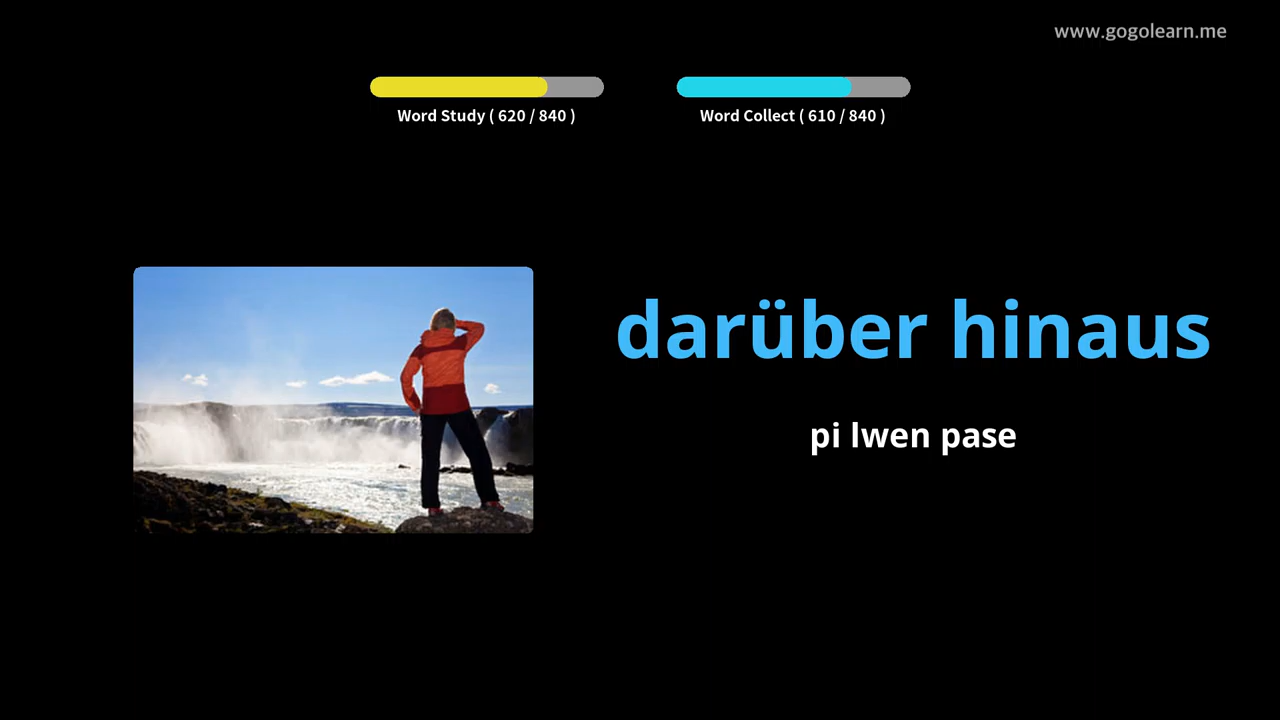 www.gogolearn.me
Word Study ( 620 / 840 )
Word Collect ( 610 / 840 )
darüber hinaus
pi lwen pase